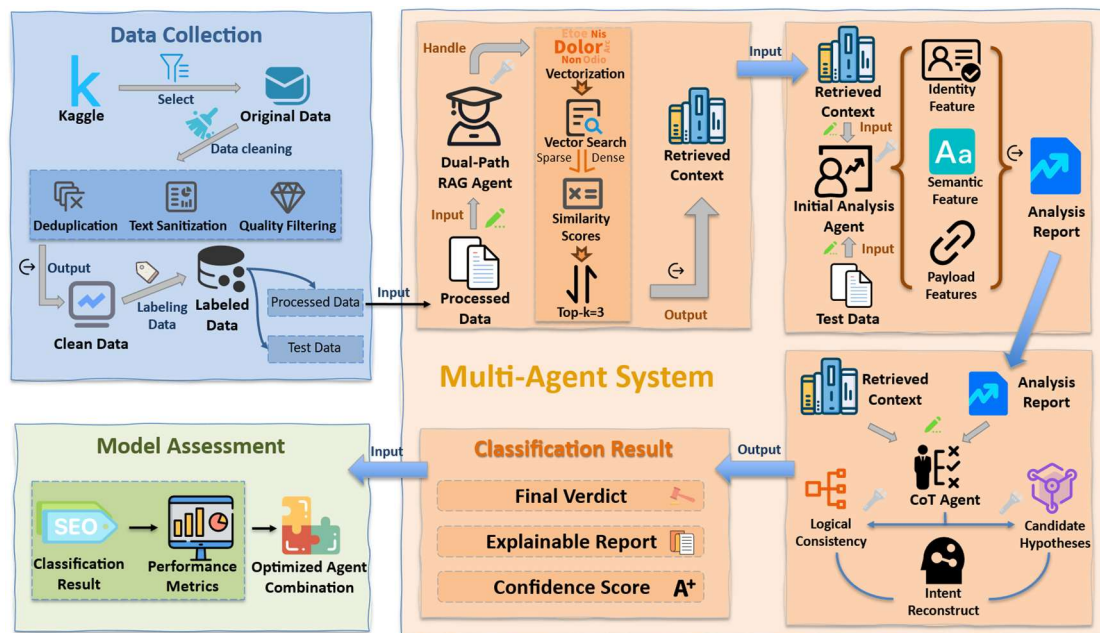 Data Collection
k
Kaggle
Select
Original Data
Data cleaning
Deduplication
Text Sanitization
Quality Filtering
Output
Clean Data
Labeling
Data
Labeled
Data
Processed Data
Test Data
Input
Handle
Etoe Nis
Dolor
Non Odio
Vectorization
Vector Search
Sparse
Dense
Similarity
Scores
Top-k=3
Dual-Path
RAG Agent
Input
Processed
Data
Retrieved
Context
Output
Input
Retrieved
Context
Input
Initial Analysis
Agent
Input
Test Data
Identity
Feature
Aa
Semantic
Feature
Payload
Features
Analysis
Report
Multi-Agent System
Retrieved
Context
Analysis
Report
CoT Agent
Logical
Consistency
Candidate
Hypotheses
Intent
Reconstruct
Output
Classification Result
Final Verdict
Explainable Report
Confidence Score
A+
Input
Model Assessment
SEO
Classification
Result
Performance
Metrics
Optimized Agent
Combination